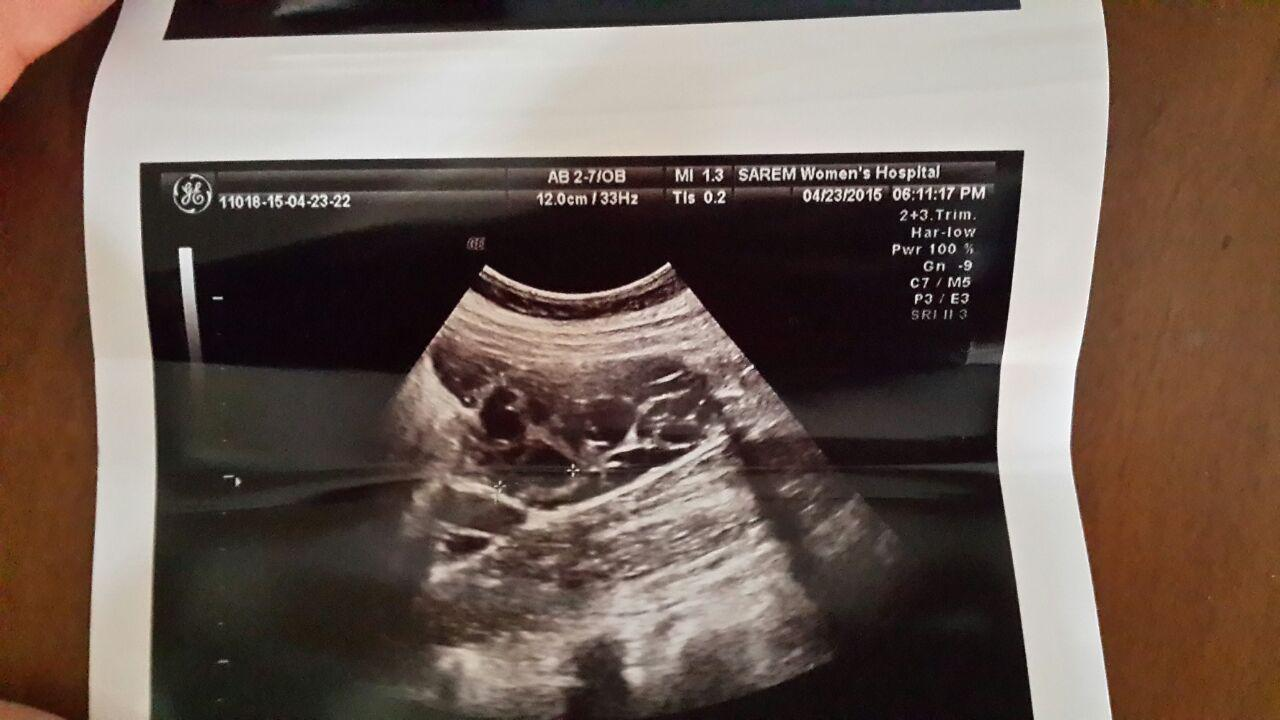 GE
11018-15-04-23-22
AB 2-7/OB
12.0cm / 33Hz
MI 1.3
TIs 0.2
SAREM Women's Hospital
04/23/2015 06:11:17 PM
2+3.Trim.
Har-low
Pwr 100 %
Gn -9
C7 / M5
P3 / E3
SRI II 3
GE